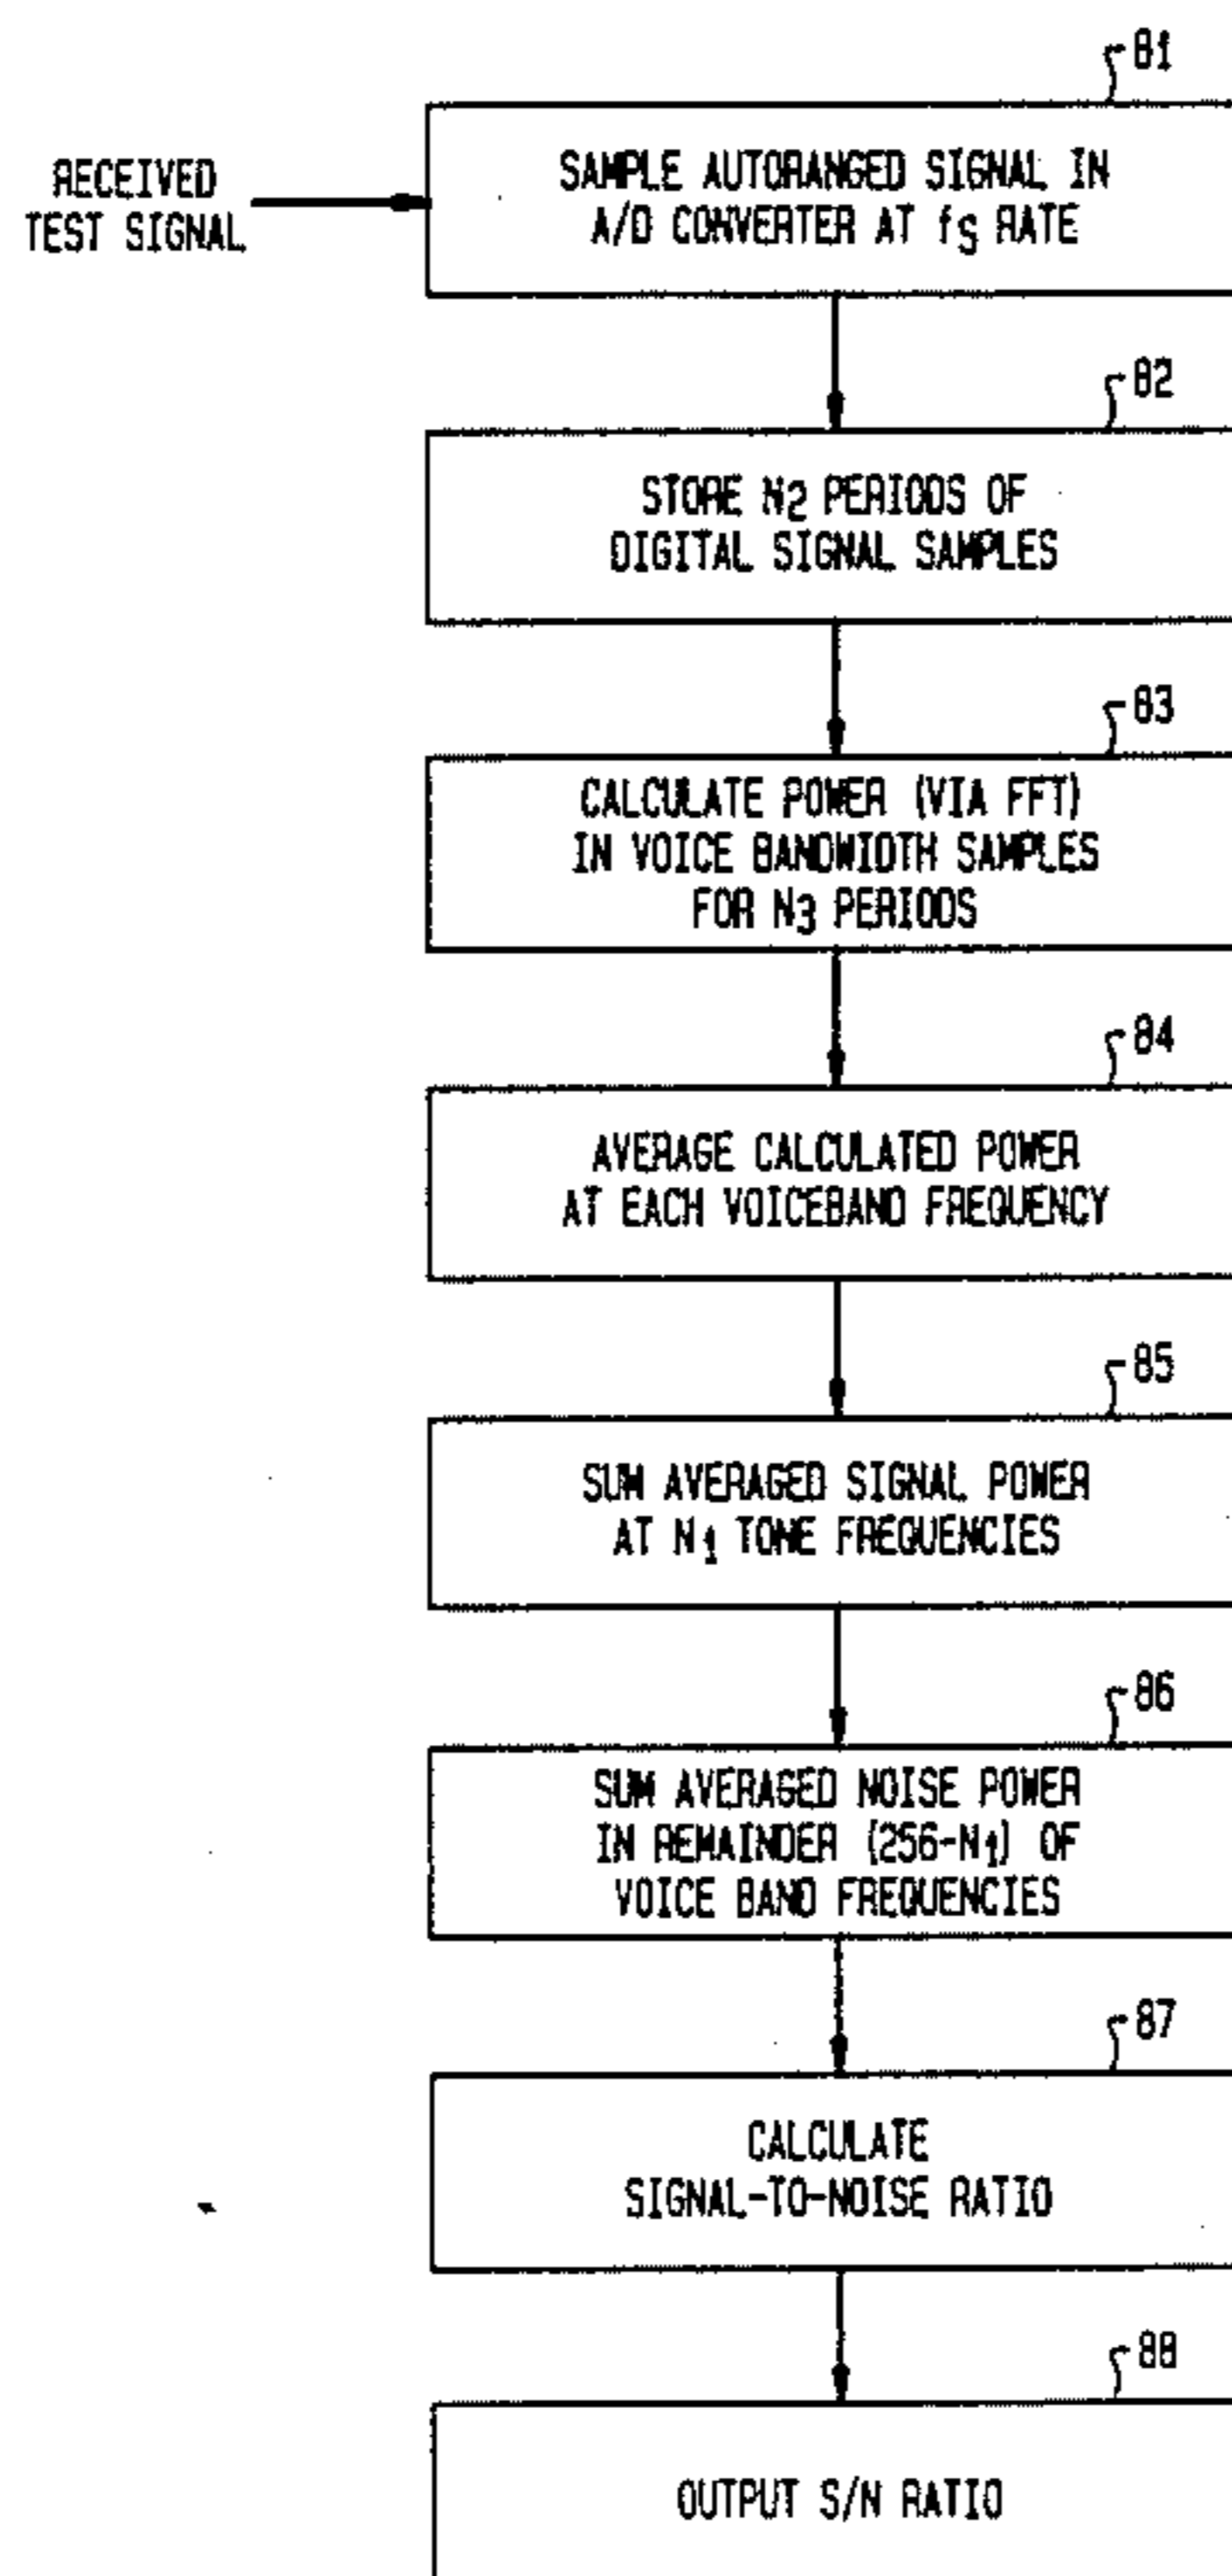 81
RECEIVED
TEST SIGNAL
SAMPLE AUTORANGED SIGNAL IN
A/D CONVERTER AT fS RATE
82
STORE N2 PERIODS OF
DIGITAL SIGNAL SAMPLES
83
CALCULATE POWER (VIA FFT)
IN VOICE BANDWIDTH SAMPLES
FOR N3 PERIODS
84
AVERAGE CALCULATED POWER
AT EACH VOICEBAND FREQUENCY
85
SUM AVERAGED SIGNAL POWER
AT N1 TONE FREQUENCIES
86
SUM AVERAGED NOISE POWER
IN REMAINDER (256-N1) OF
VOICE BAND FREQUENCIES
87
CALCULATE
SIGNAL-TO-NOISE RATIO
88
OUTPUT S/N RATIO